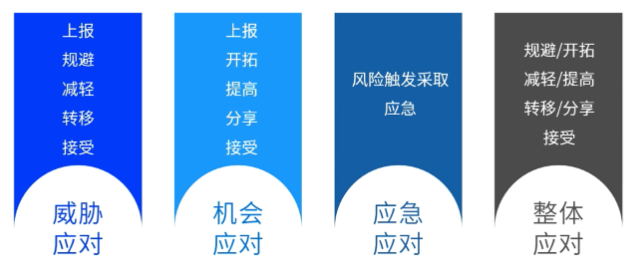 上报
规避
减轻
转移
接受
威胁
应对
上报
开拓
提高
分享
接受
机会
应对
风险触发采取
应急
应急
应对
规避/开拓
减轻/提高
转移/分享
接受
整体
应对